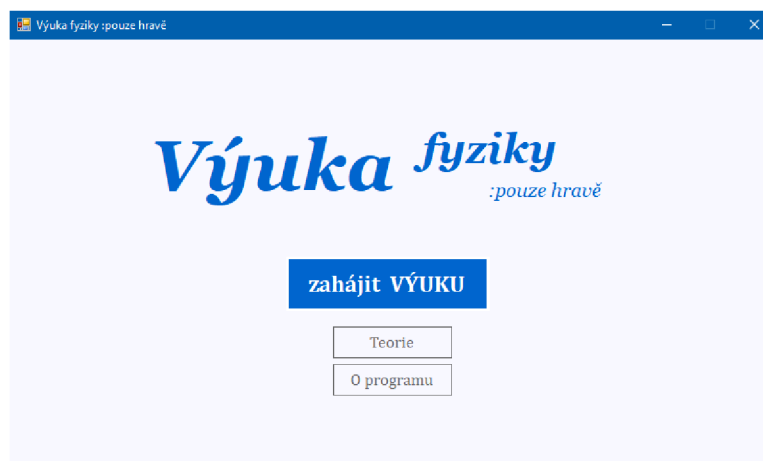 Výuka fyziky :pouze hravě
Výuka fyziky
:pouze hravě
zahájit VÝUKU
Teorie
O programu